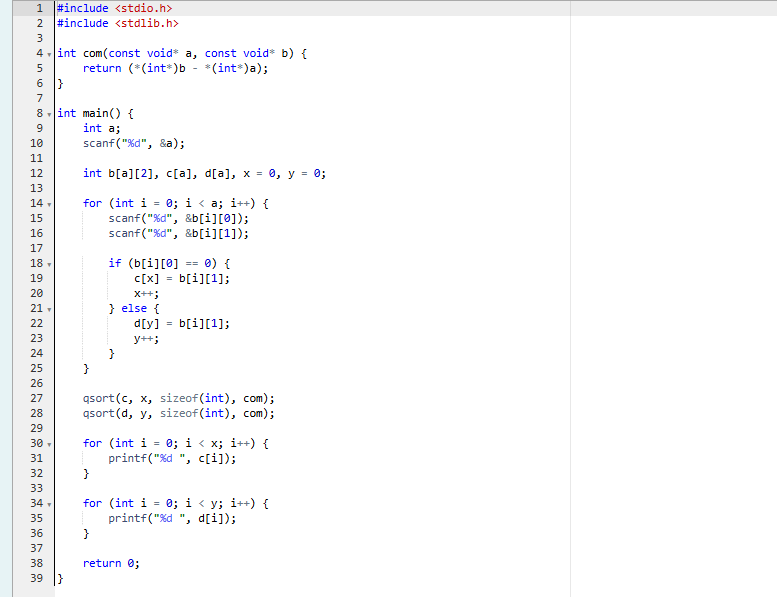 1 #include <stdio.h>
2 #include <stdlib.h>
3
4 int com(const void* a, const void* b) {
5     return (*(int*)b - *(int*)a);
6 }
7
8 int main() {
9     int a;
10     scanf("%d", &a);
11
12     int b[a][2], c[a], d[a], x = 0, y = 0;
13
14     for (int i = 0; i < a; i++) {
15         scanf("%d", &b[i][0]);
16         scanf("%d", &b[i][1]);
17
18         if (b[i][0] == 0) {
19             c[x] = b[i][1];
20             x++;
21         } else {
22             d[y] = b[i][1];
23             y++;
24         }
25     }
26
27     qsort(c, x, sizeof(int), com);
28     qsort(d, y, sizeof(int), com);
29
30     for (int i = 0; i < x; i++) {
31         printf("%d ", c[i]);
32     }
33
34     for (int i = 0; i < y; i++) {
35         printf("%d ", d[i]);
36     }
37
38     return 0;
39 }